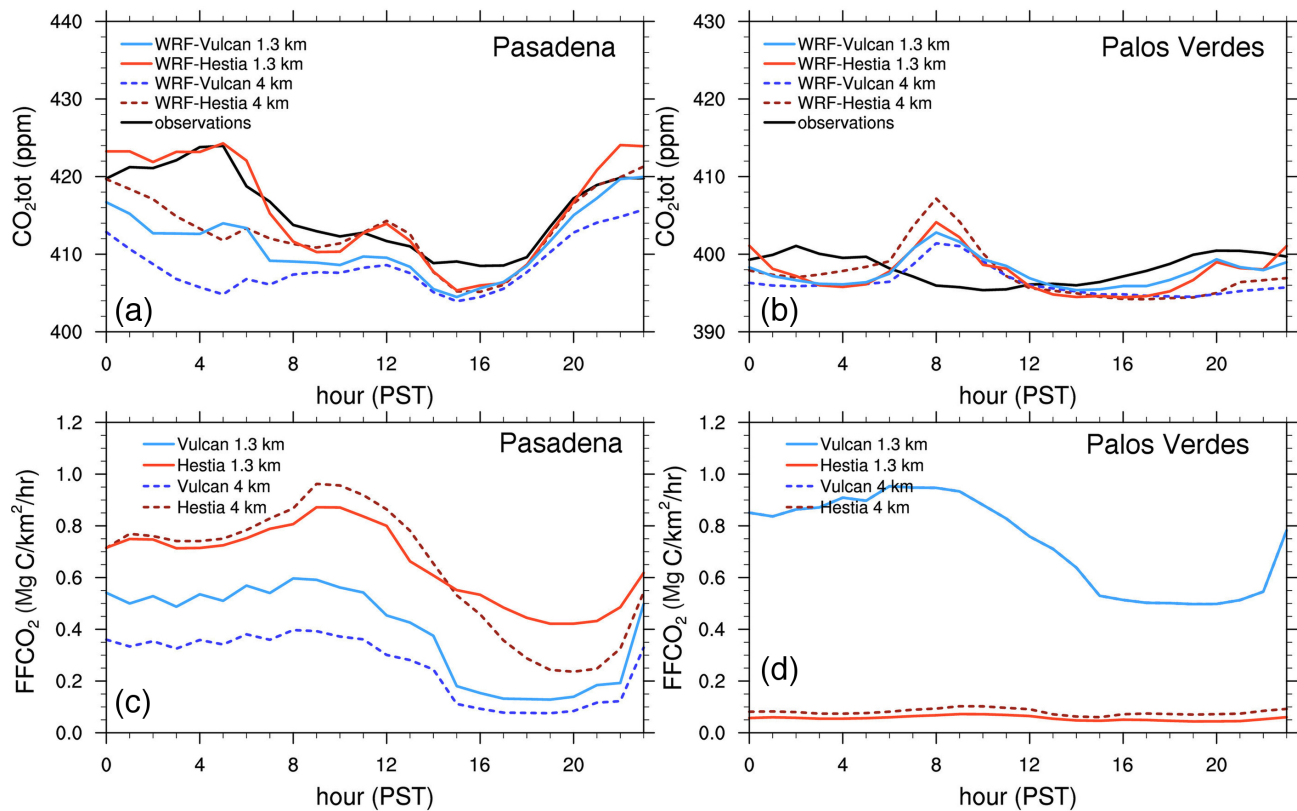 440
430
420
410
400
CO₂tot (ppm)
WRF-Vulcan 1.3 km
WRF-Hestia 1.3 km
WRF-Vulcan 4 km
WRF-Hestia 4 km
observations
Pasadena
(a)
0 4 8 12 16 20
hour (PST)
430
420
410
400
390
CO₂tot (ppm)
WRF-Vulcan 1.3 km
WRF-Hestia 1.3 km
WRF-Vulcan 4 km
WRF-Hestia 4 km
observations
Palos Verdes
(b)
0 4 8 12 16 20
hour (PST)
1.2
1.0
0.8
0.6
0.4
0.2
0.0
FFCO₂ (Mg C/km²/hr)
Vulcan 1.3 km
Hestia 1.3 km
Vulcan 4 km
Hestia 4 km
Pasadena
(c)
0 4 8 12 16 20
hour (PST)
1.2
1.0
0.8
0.6
0.4
0.2
0.0
FFCO₂ (Mg C/km²/hr)
Vulcan 1.3 km
Hestia 1.3 km
Vulcan 4 km
Hestia 4 km
Palos Verdes
(d)
0 4 8 12 16 20
hour (PST)